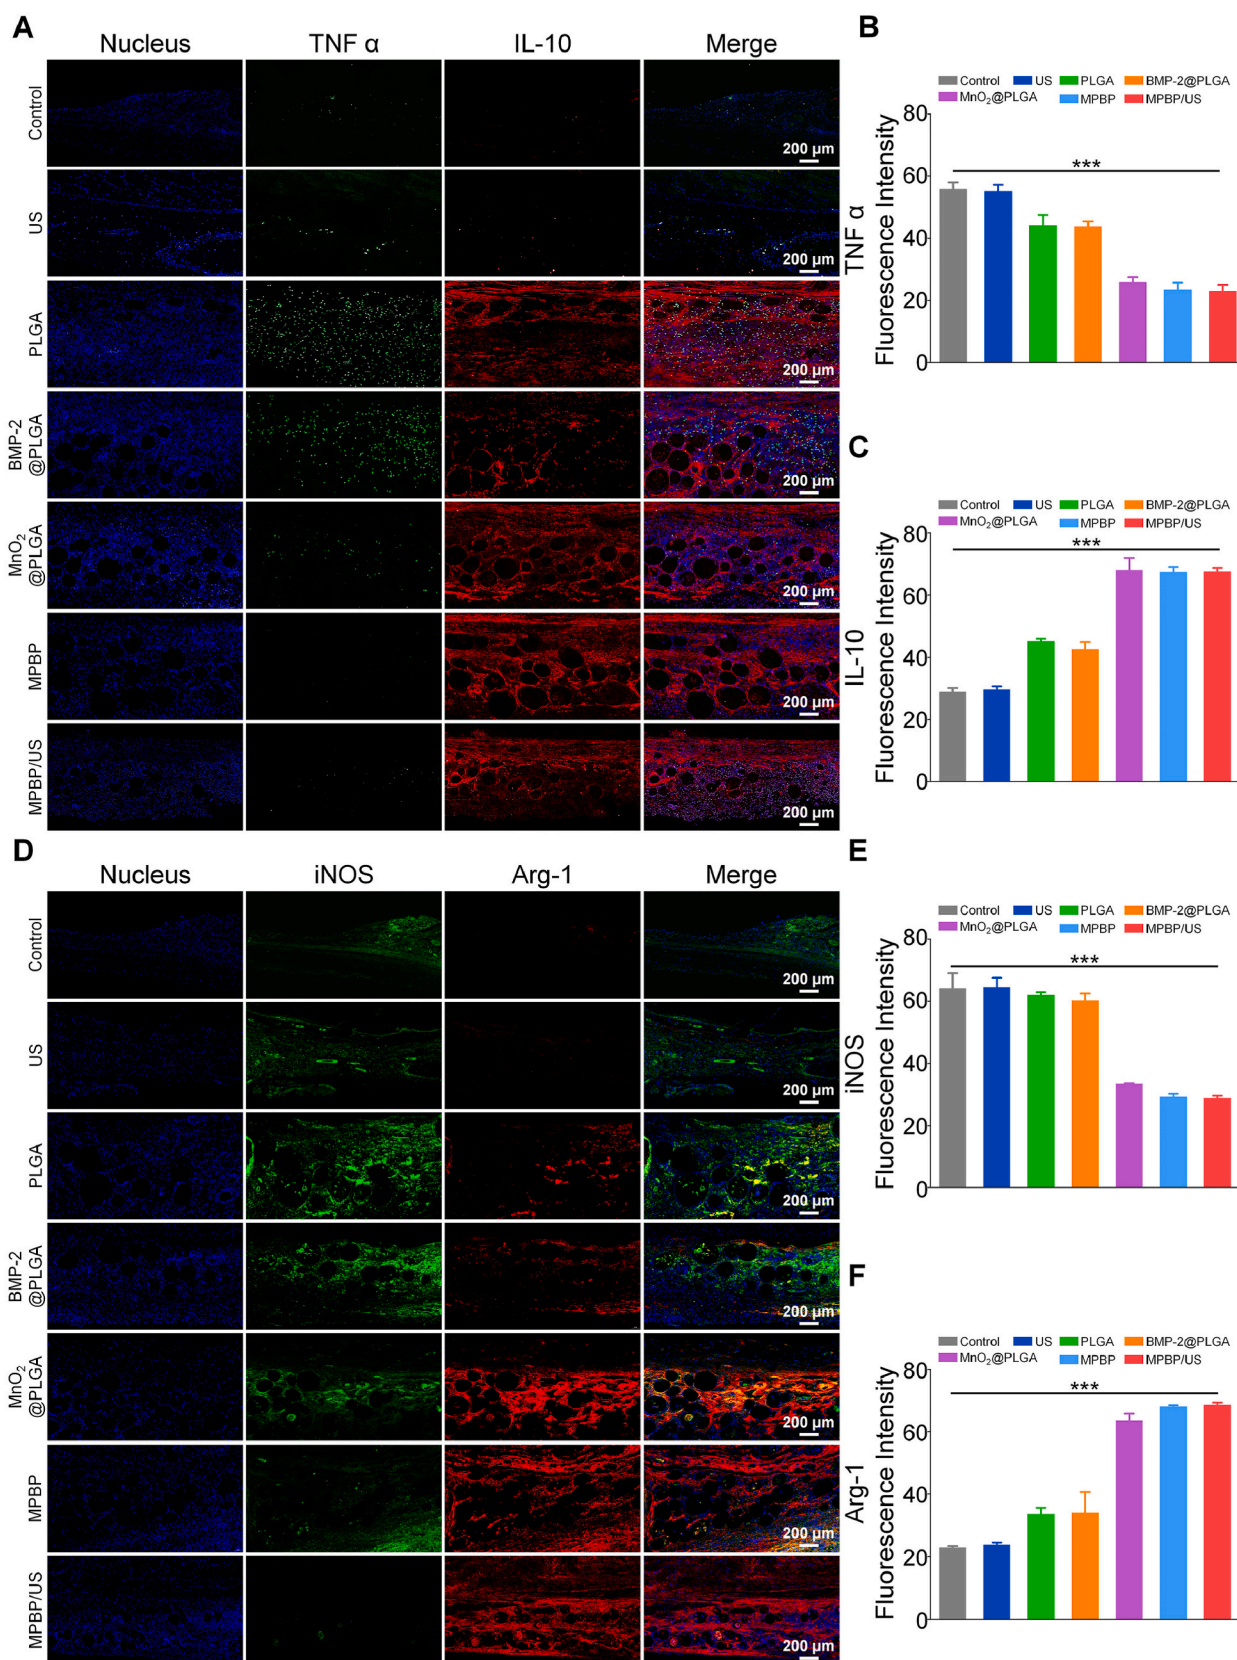 A
Nucleus TNF α IL-10 Merge
Control
200 µm
US
200 µm
PLGA
200 µm
BMP-2
@PLGA
200 µm
MnO₂
@PLGA
200 µm
MPBP
200 µm
MPBP/US
200 µm
B
Control US PLGA BMP-2@PLGA
MnO₂@PLGA MPBP MPBP/US
TNF α
Fluorescence Intensity
80
60
40
20
0
***
C
Control US PLGA BMP-2@PLGA
MnO₂@PLGA MPBP MPBP/US
IL-10
Fluorescence Intensity
80
60
40
20
0
***
D
Nucleus iNOS Arg-1 Merge
Control
200 µm
US
200 µm
PLGA
200 µm
BMP-2
@PLGA
200 µm
MnO₂
@PLGA
200 µm
MPBP
200 µm
MPBP/US
200 µm
E
Control US PLGA BMP-2@PLGA
MnO₂@PLGA MPBP MPBP/US
iNOS
Fluorescence Intensity
80
60
40
20
0
***
F
Control US PLGA BMP-2@PLGA
MnO₂@PLGA MPBP MPBP/US
Arg-1
Fluorescence Intensity
80
60
40
20
0
***